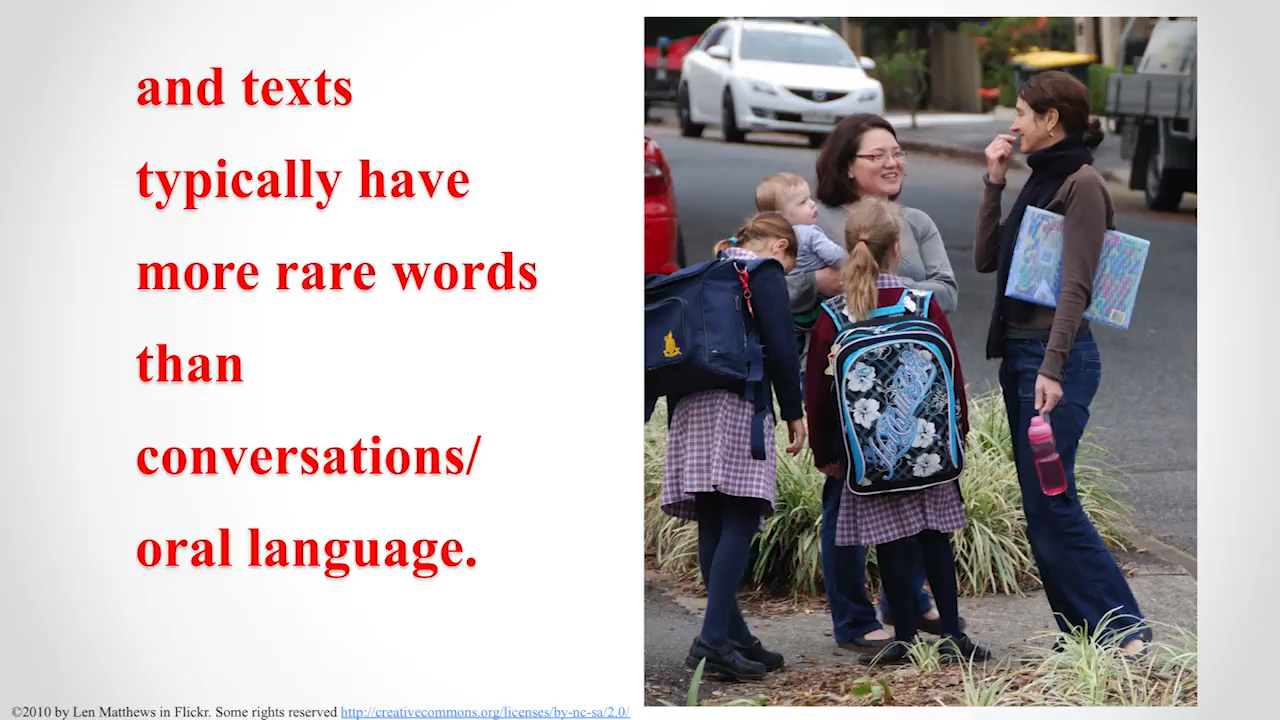 and texts
typically have
more rare words
than
conversations/
oral language.
©2010 by Len Matthews in Flickr. Some rights reserved http://creativecommons.org/licenses/by-nc-sa/2.0/